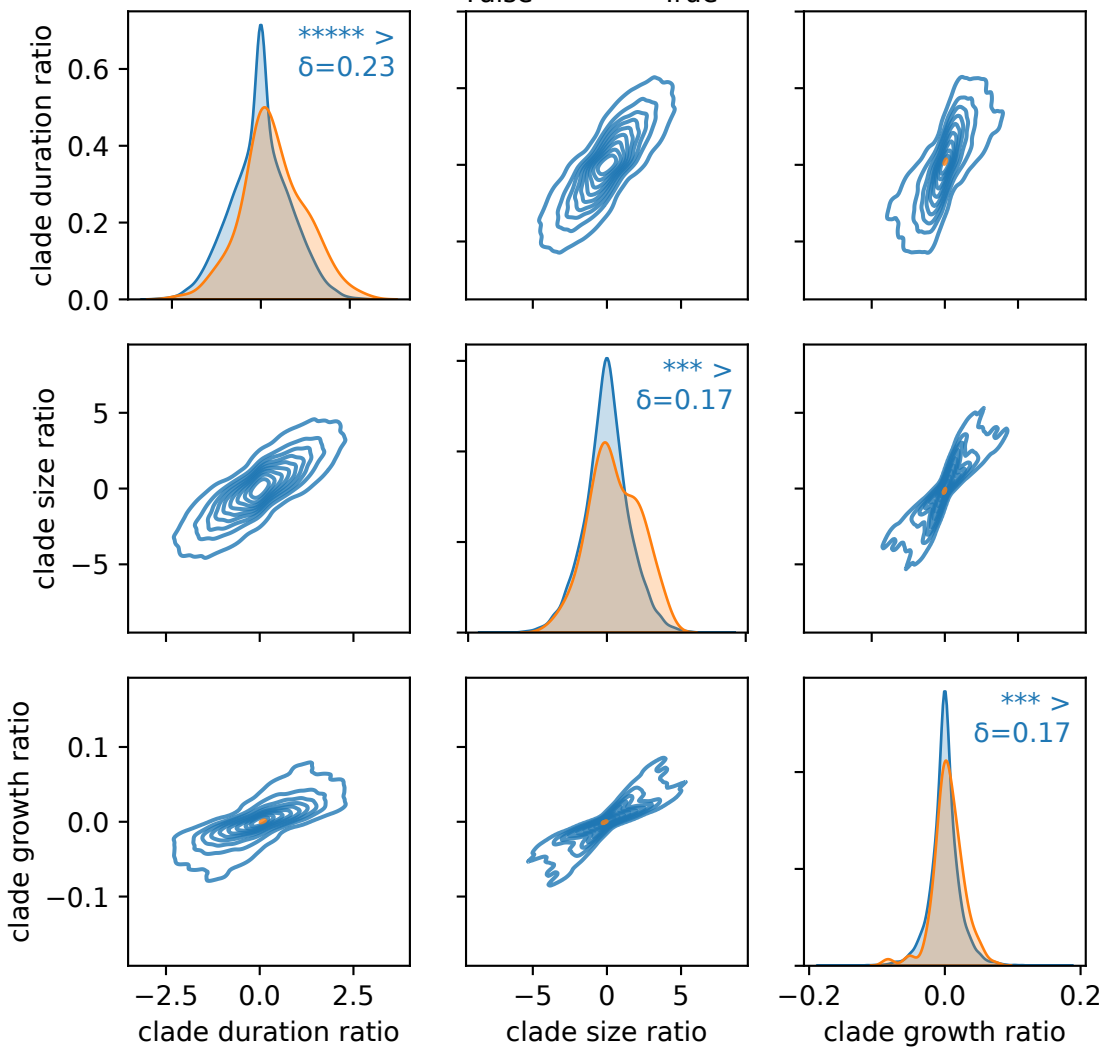 True
***** >
δ=0.23
clade duration ratio
0.6
0.4
0.2
0.0
*** >
δ=0.17
clade size ratio
5
0
−5
*** >
δ=0.17
clade growth ratio
0.1
0.0
−0.1
−2.5 0.0 2.5 −5 0 5 −0.2 0.0 0.2
clade duration ratio clade size ratio clade growth ratio